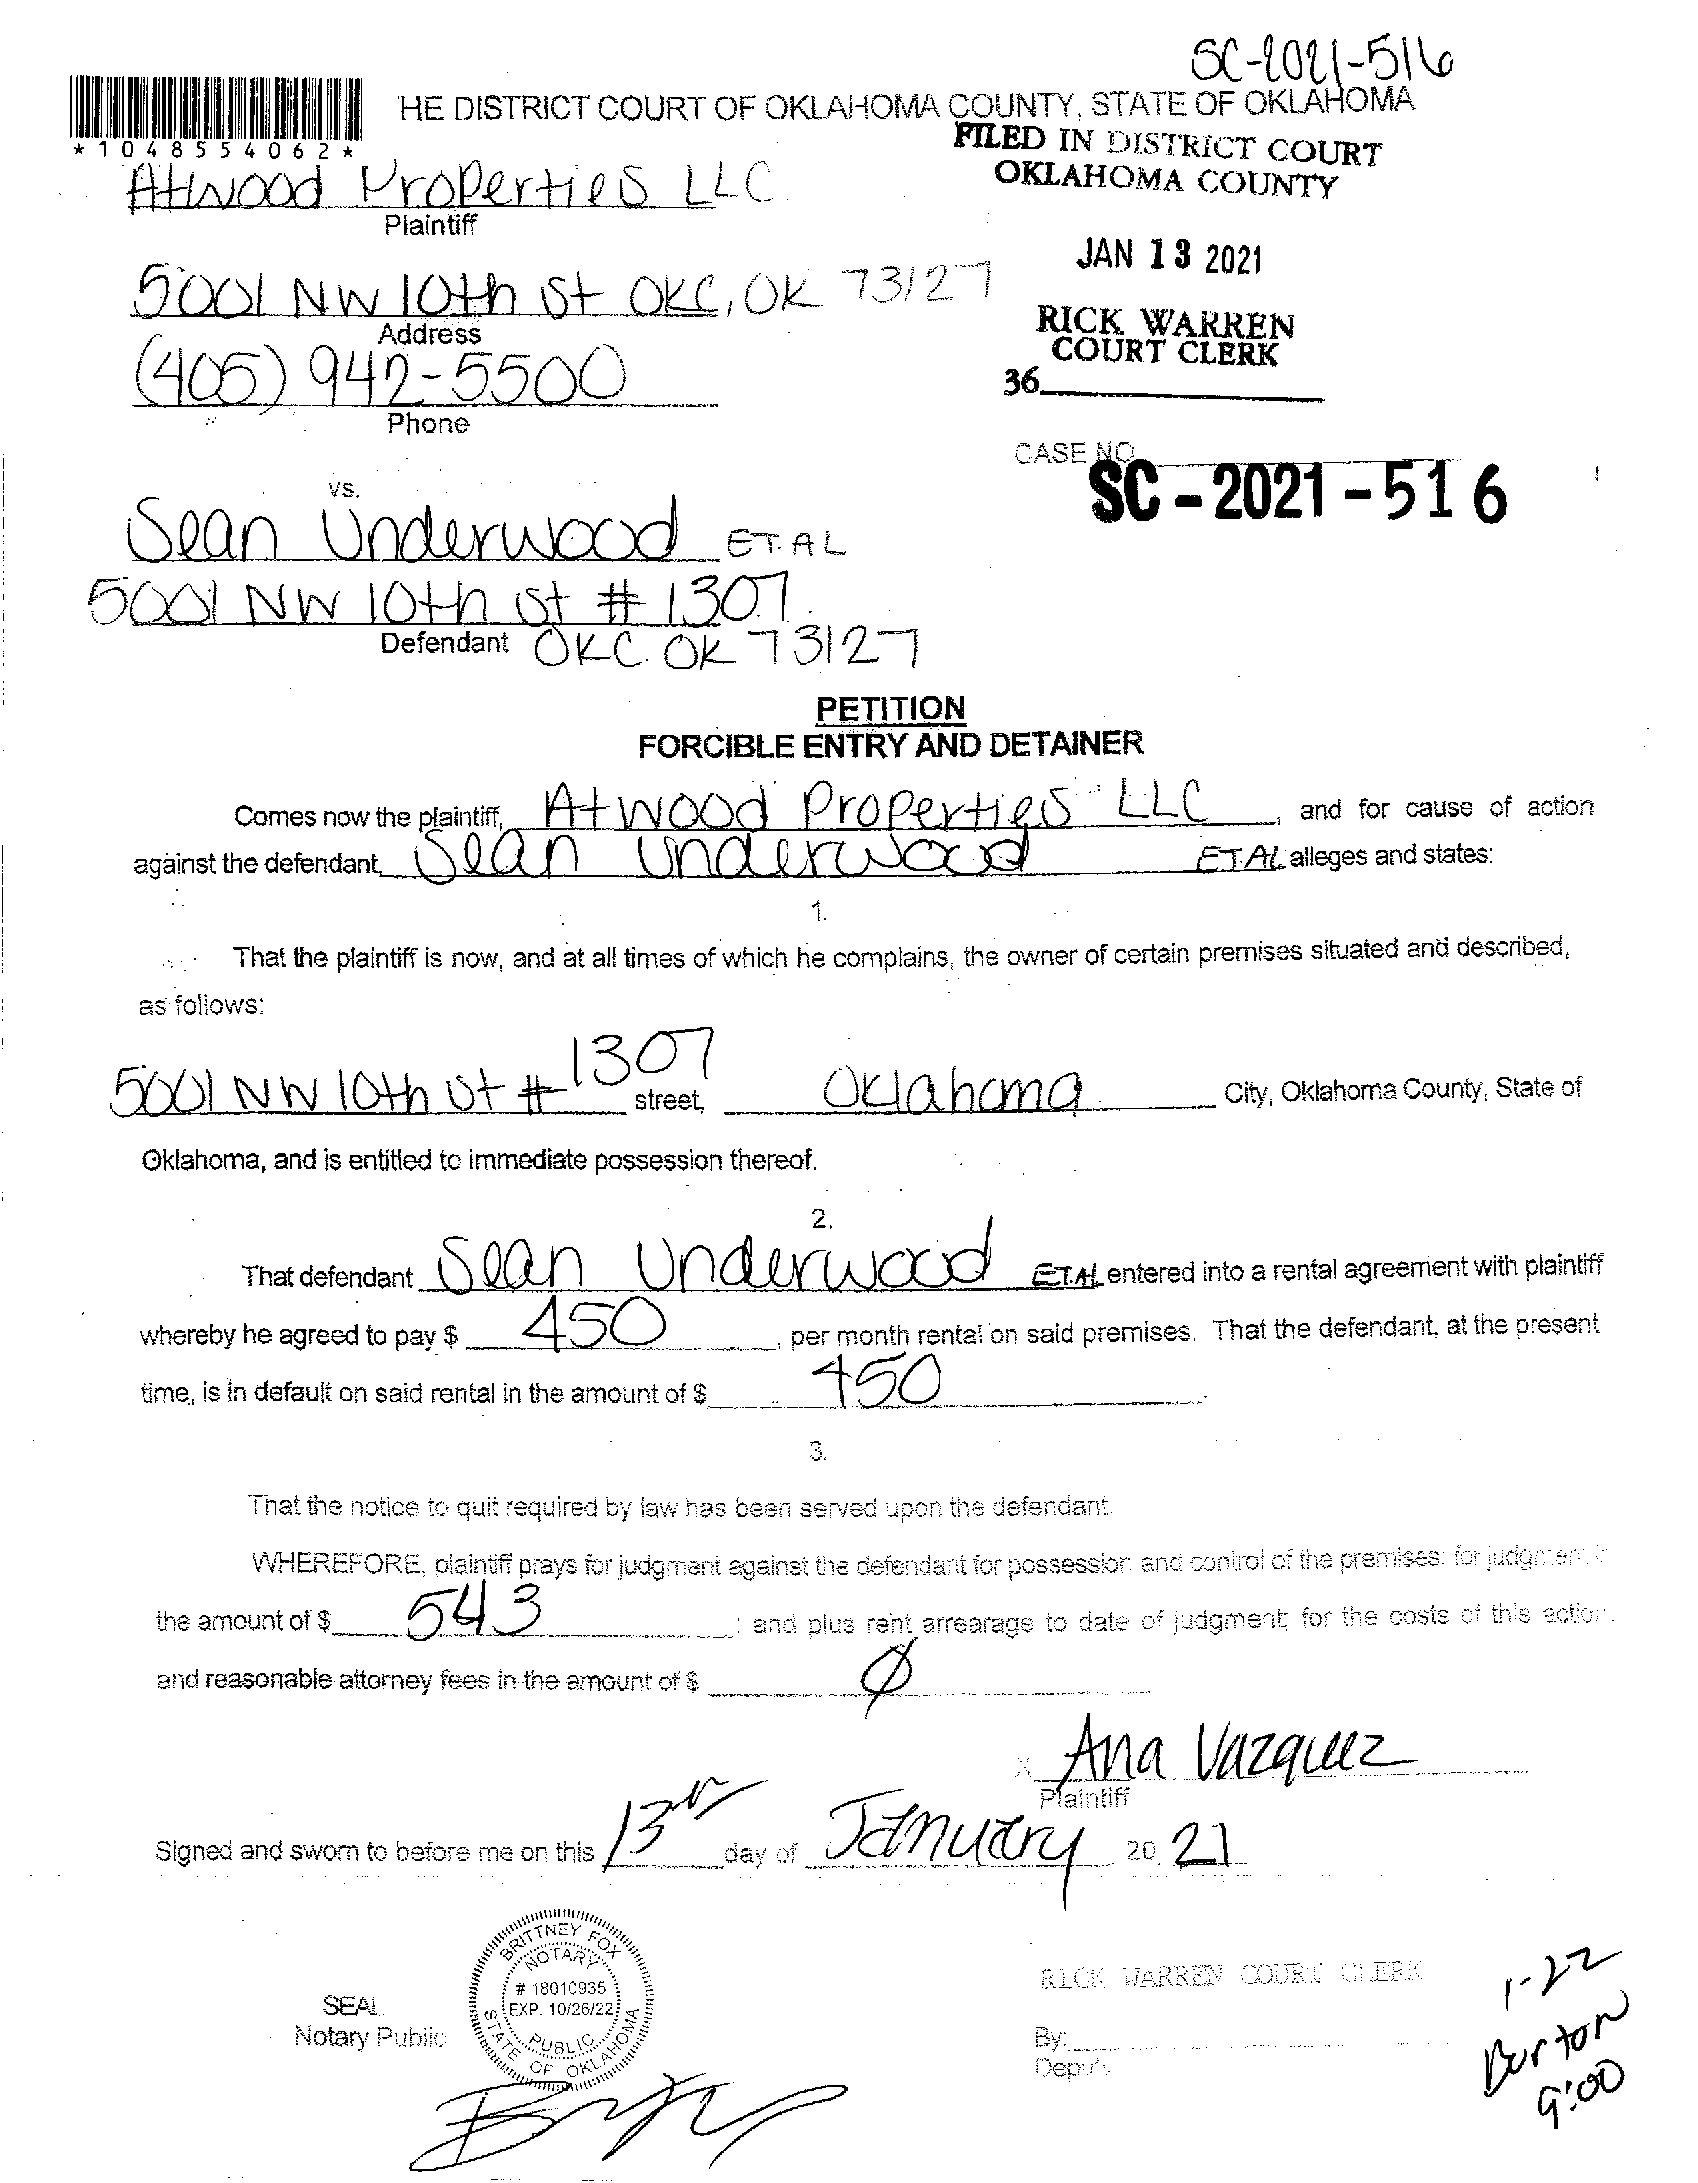 SC-2021-516
HE DISTRICT COURT OF OKLAHOMA COUNTY, STATE OF OKLAHOMA
*1048554062*
FILED IN DISTRICT COURT
OKLAHOMA COUNTY
Atwood Properties LLC
Plaintiff
JAN 13 2021
5001 NW 10th St OKC, OK 73127
Address
RICK WARREN
COURT CLERK
(405) 942-5500
36
Phone
CASE NO.
SC-2021-516
vs.
Sean Underwood ET. AL
5001 NW 10th St # 1307
Defendant OKC. OK 73127
PETITION
FORCIBLE ENTRY AND DETAINER
Comes now the plaintiff, Atwood Properties LLC, and for cause of action
against the defendant, Sean Underwood ET.AL alleges and states:
1.
That the plaintiff is now, and at all times of which he complains, the owner of certain premises situated and described,
as follows:
5001 NW 10th St # 1307 street, Oklahoma City, Oklahoma County, State of
Oklahoma, and is entitled to immediate possession thereof.
2.
That defendant Sean Underwood ET.AL entered into a rental agreement with plaintiff
whereby he agreed to pay $ 450, per month rental on said premises. That the defendant, at the present
time, is in default on said rental in the amount of $ 450
3.
That the notice to quit required by law has been served upon the defendant.
WHEREFORE, plaintiff prays for judgment against the defendant for possession and control of the premises; for judgment in
the amount of $ 543; and plus rent arrearage to date of judgment; for the costs of this action
and reasonable attorney fees in the amount of $ Ø
X Ana Vazquez
Plaintiff
Signed and sworn to before me on this 13th day of January 20 21
BRITTNEY FOX
NOTARY
# 18010935
EXP. 10/26/22
PUBLIC
STATE OF OKLAHOMA
SEAL
Notary Public
RICK WARREN COURT CLERK
By:
Deputy
1-22
Burton
9:00